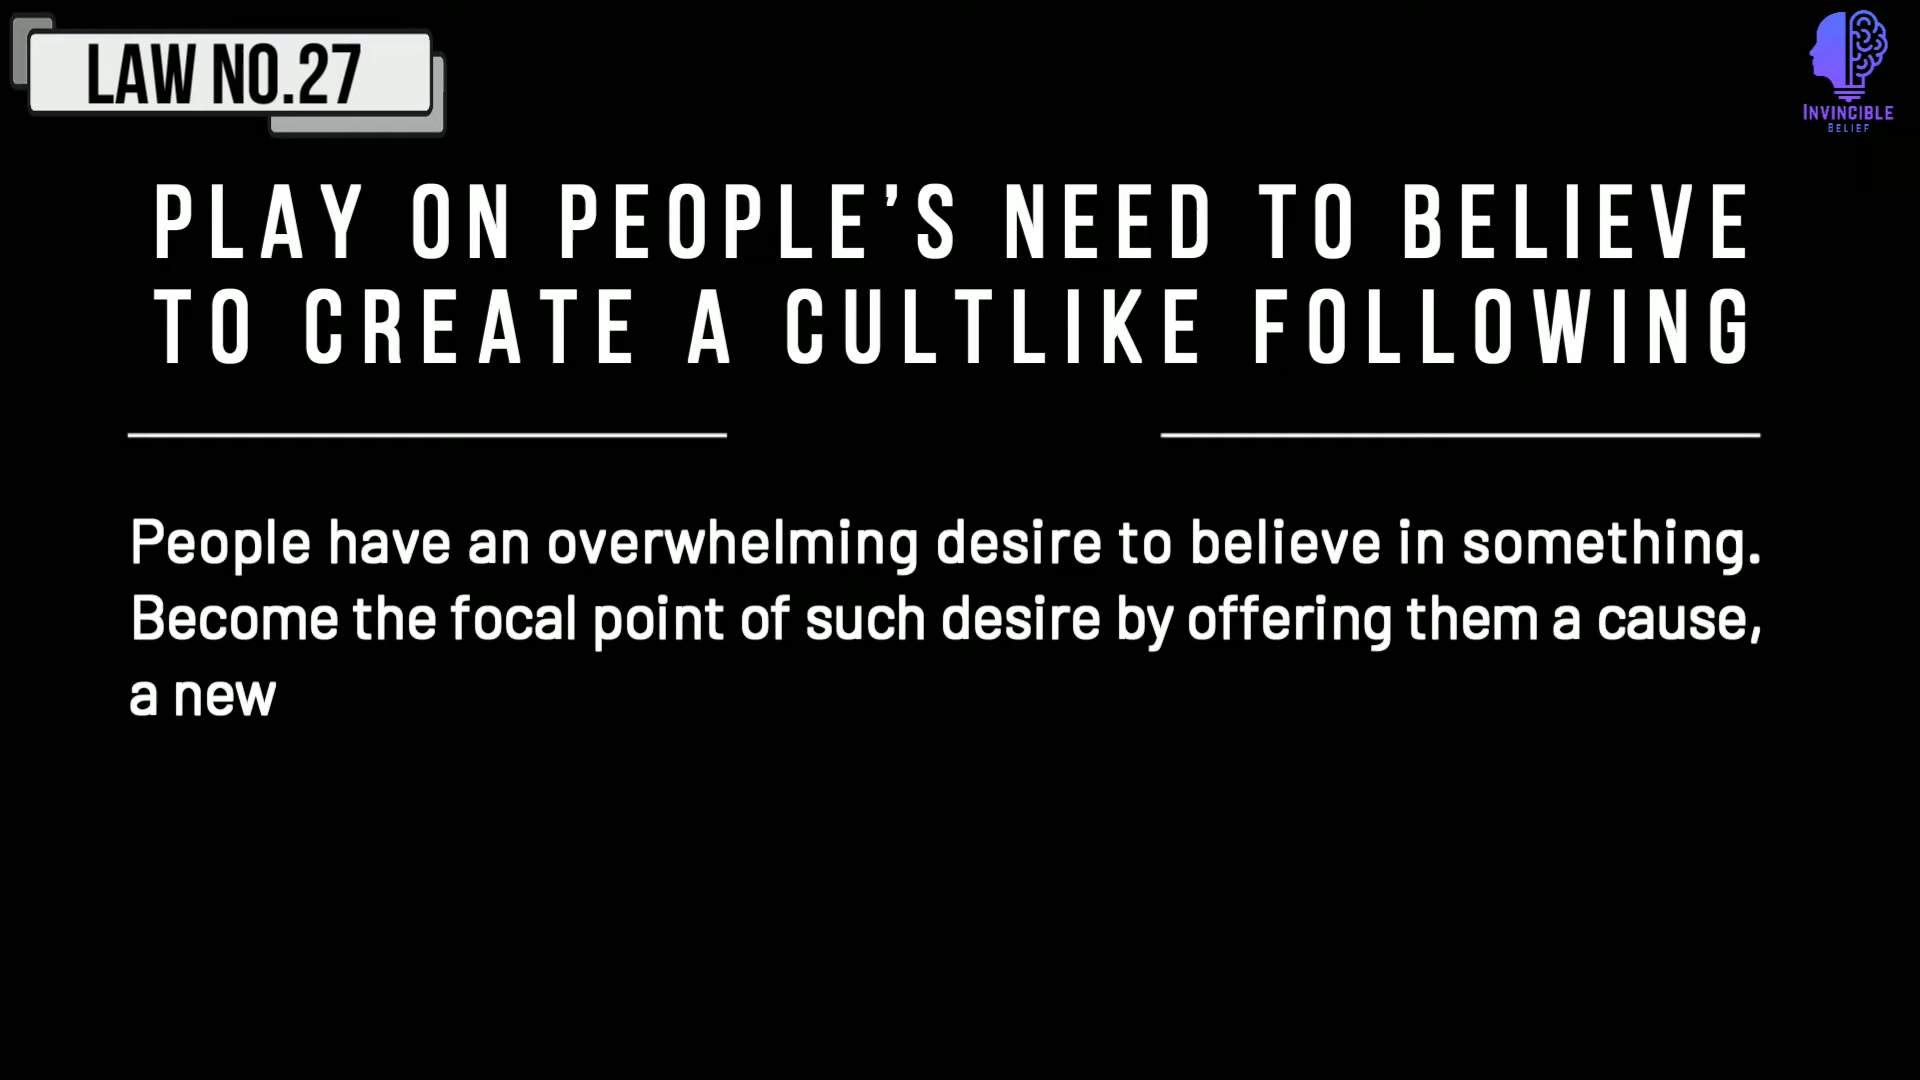 LAW NO.27
INVINCIBLE
BELIEF
PLAY ON PEOPLE’S NEED TO BELIEVE
TO CREATE A CULTLIKE FOLLOWING
People have an overwhelming desire to believe in something.
Become the focal point of such desire by offering them a cause,
a new